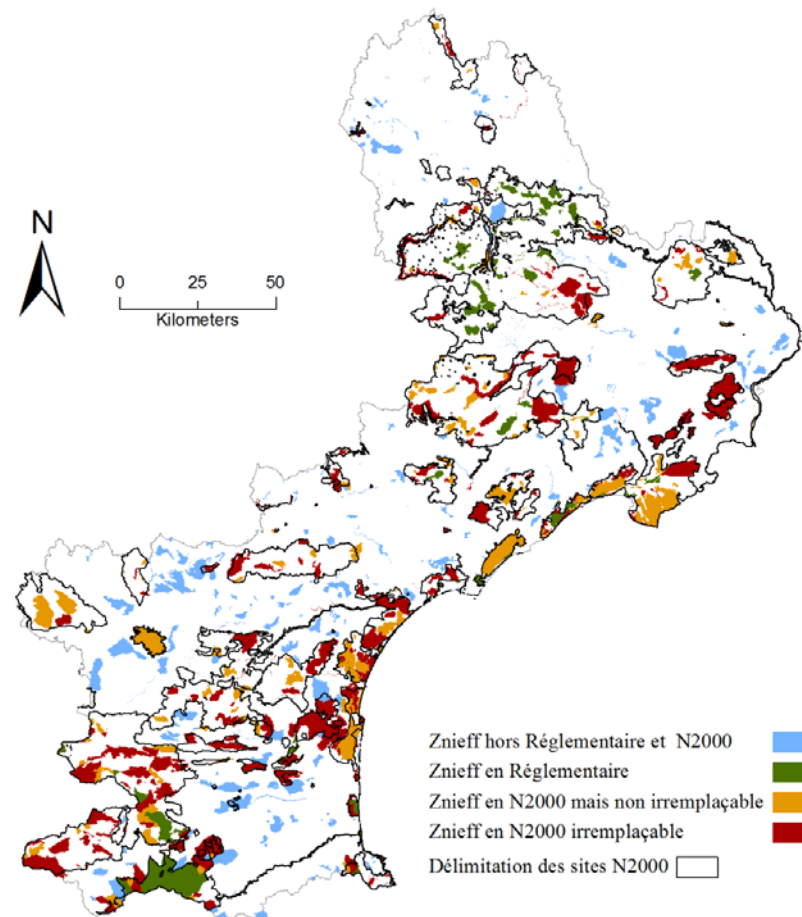 N
0 25 50
Kilometers
Znieff hors Réglementaire et N2000
Znieff en Réglementaire
Znieff en N2000 mais non irremplaçable
Znieff en N2000 irremplaçable
Délimitation des sites N2000